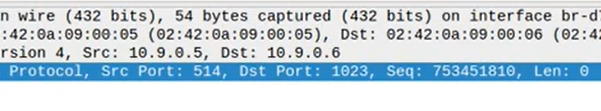 n wire (432 bits), 54 bytes captured (432 bits) on interface br-d
:42:0a:09:00:05 (02:42:0a:09:00:05), Dst: 02:42:0a:09:00:06 (02:42
rsion 4, Src: 10.9.0.5, Dst: 10.9.0.6
Protocol, Src Port: 514, Dst Port: 1023, Seq: 753451810, Len: 0